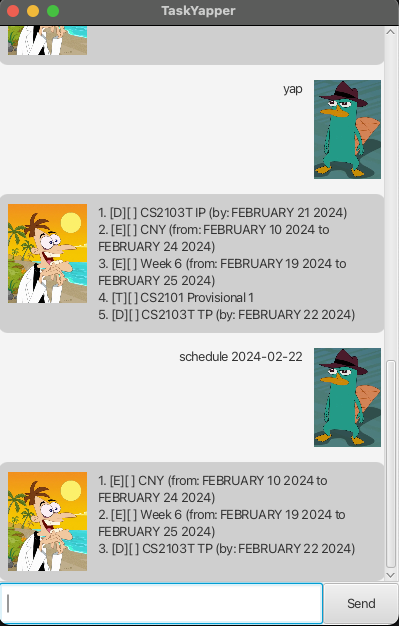 TaskYapper
yap
1. [D][ ] CS2103T IP (by: FEBRUARY 21 2024)
2. [E][ ] CNY (from: FEBRUARY 10 2024 to
FEBRUARY 24 2024)
3. [E][ ] Week 6 (from: FEBRUARY 19 2024 to
FEBRUARY 25 2024)
4. [T][ ] CS2101 Provisional 1
5. [D][ ] CS2103T TP (by: FEBRUARY 22 2024)
schedule 2024-02-22
1. [E][ ] CNY (from: FEBRUARY 10 2024 to
FEBRUARY 24 2024)
2. [E][ ] Week 6 (from: FEBRUARY 19 2024 to
FEBRUARY 25 2024)
3. [D][ ] CS2103T TP (by: FEBRUARY 22 2024)
Send